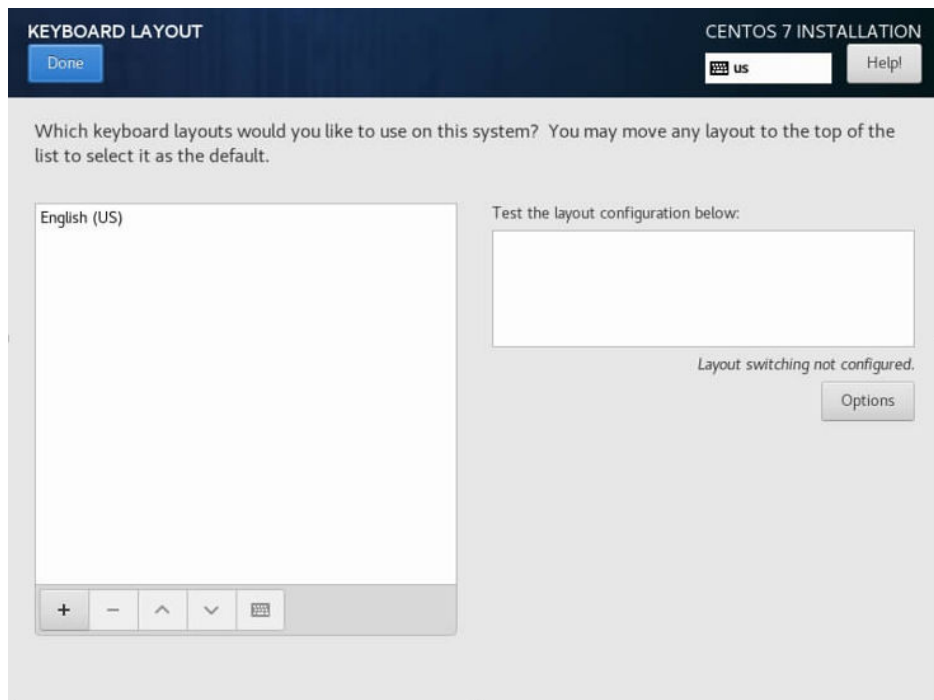 KEYBOARD LAYOUT
Done
CENTOS 7 INSTALLATION
us
Help!
Which keyboard layouts would you like to use on this system? You may move any layout to the top of the
list to select it as the default.
English (US)
Test the layout configuration below:
Layout switching not configured.
Options